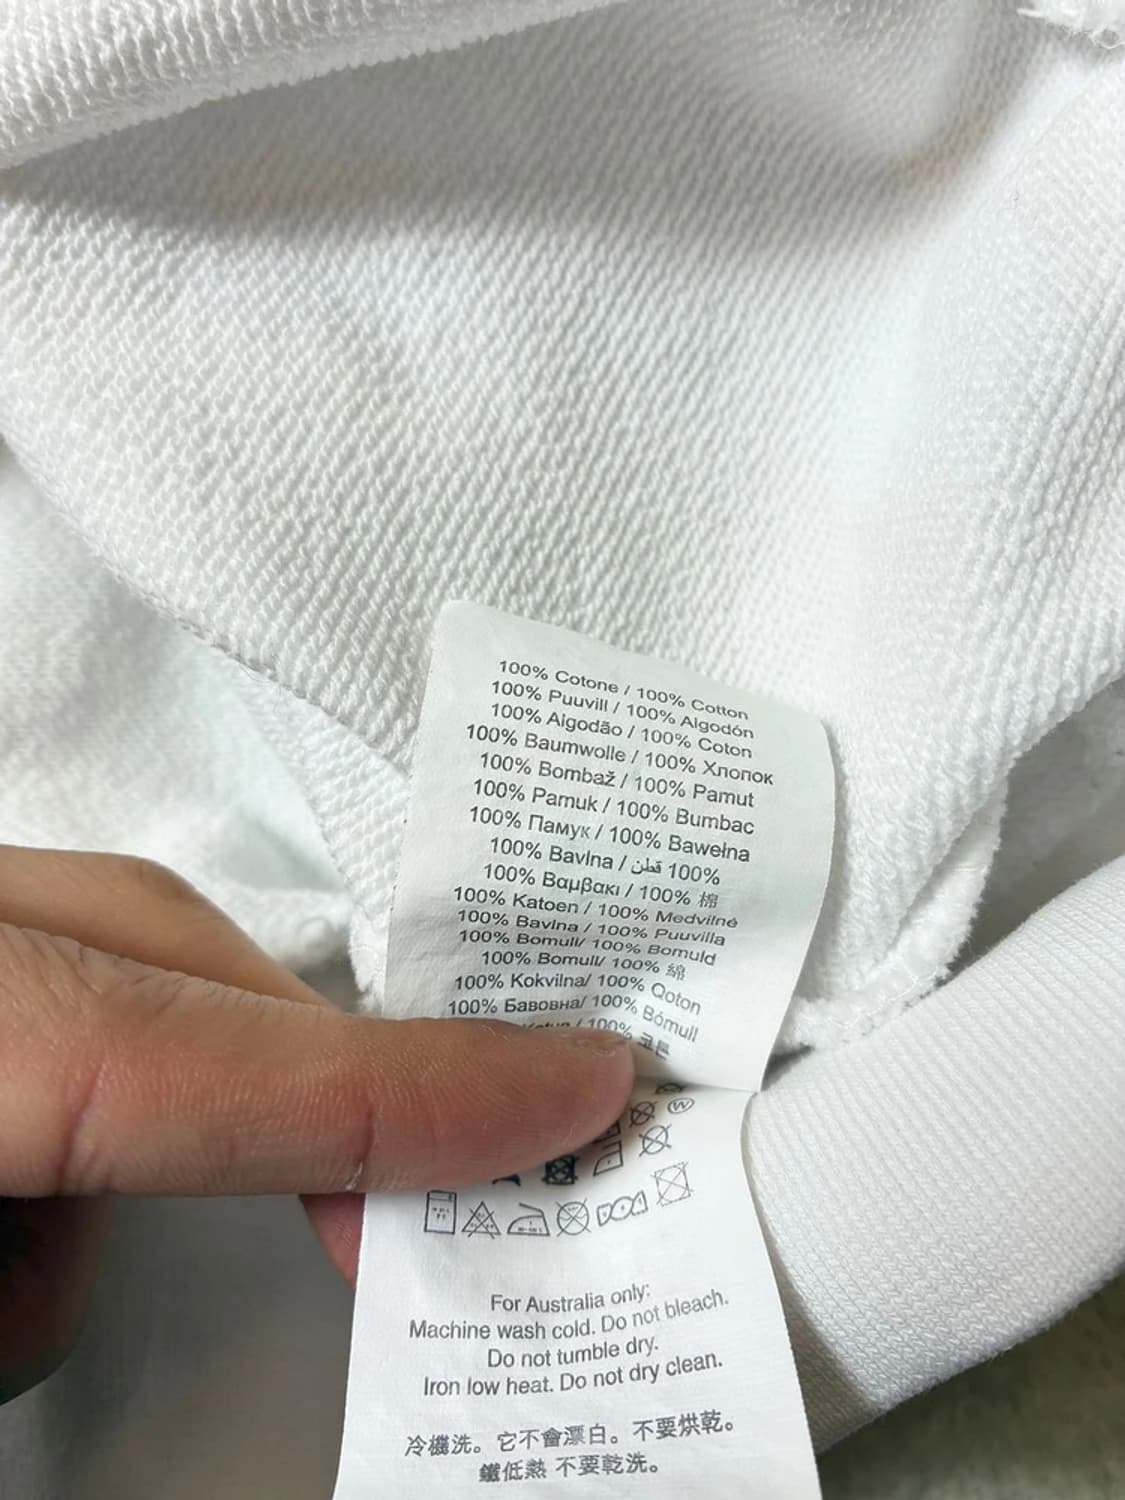 100% Cotone / 100% Cotton
100% Puuvill / 100% Algodón
100% Algodão / 100% Coton
100% Baumwolle / 100% Хлопок
100% Bombaž / 100% Pamut
100% Pamuk / 100% Bumbac
100% Памук / 100% Bawełna
100% Bavlna / قطن 100%
100% Βαμβακι / 100% 棉
100% Katoen / 100% Medvilné
100% Bavlna / 100% Puuvilla
100% Bomull/ 100% Bomuld
100% Bomull/ 100% 綿
100% Kokvilna/ 100% Qoton
100% Бавовна/ 100% Bómull
/ 100% 코튼
W
For Australia only:
Machine wash cold. Do not bleach.
Do not tumble dry.
Iron low heat. Do not dry clean.
冷機洗。它不會漂白。不要烘乾。
鐵低熱 不要乾洗。